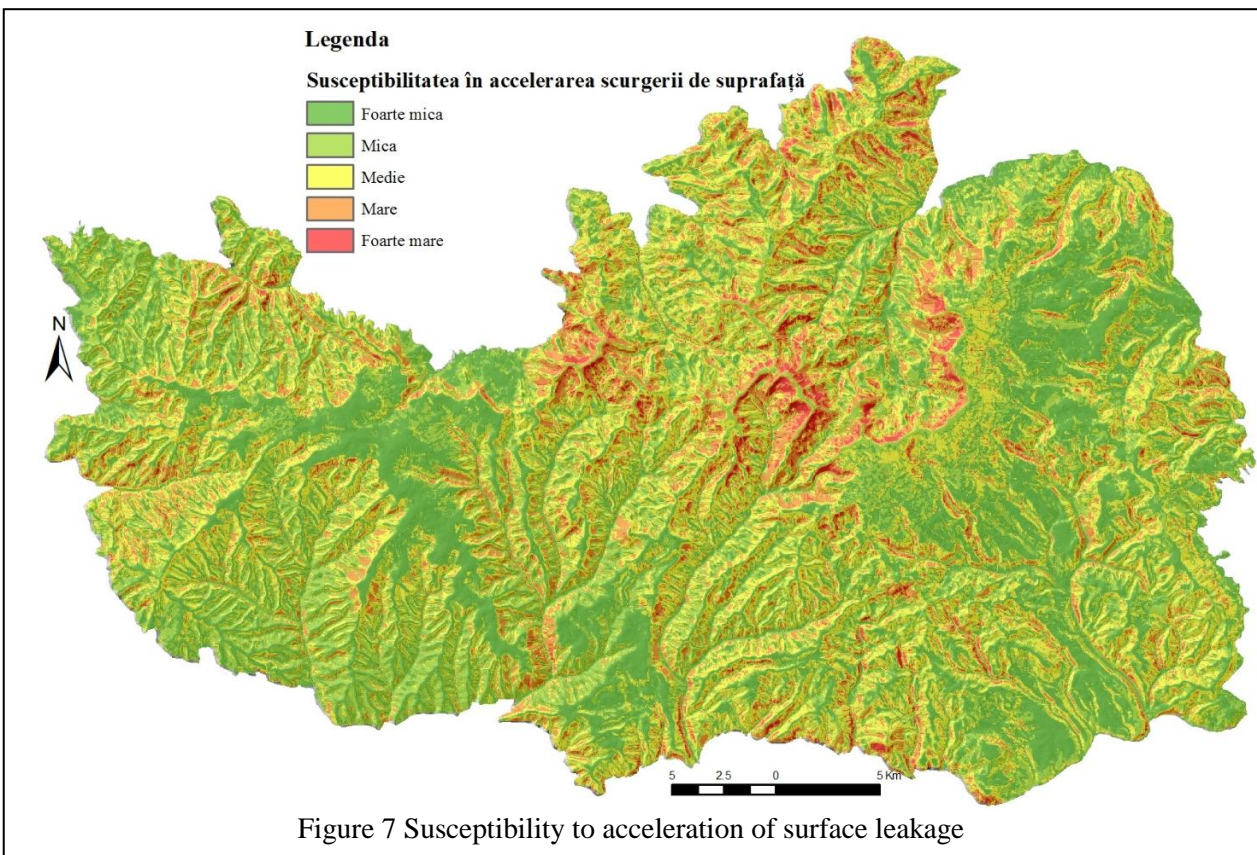 Legenda
Susceptibilitatea în accelerarea scurgerii de suprafață
Foarte mica
Mica
Medie
Mare
Foarte mare
N
5 2.5 0 5 Km
Figure 7 Susceptibility to acceleration of surface leakage